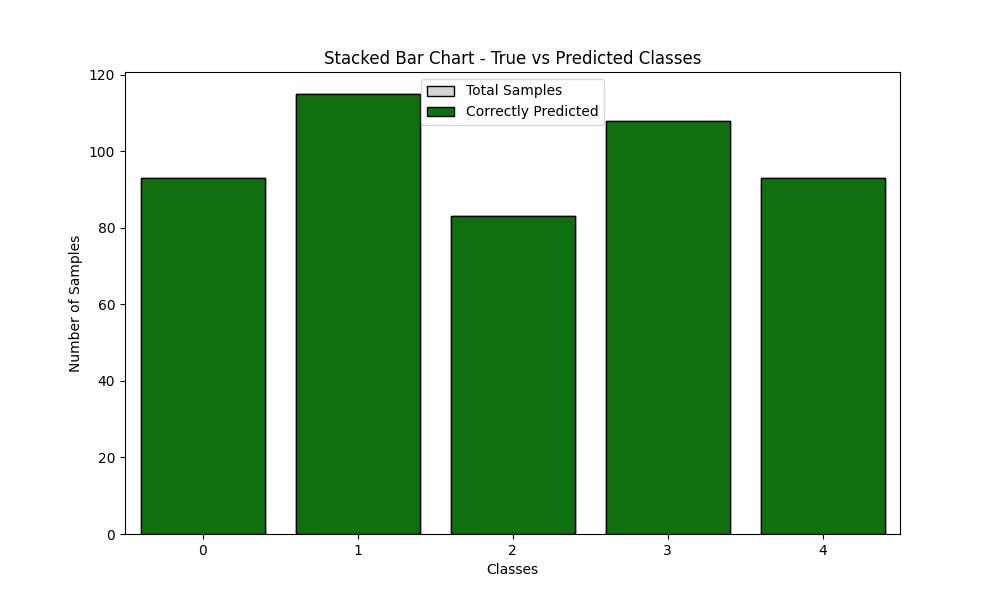 Stacked Bar Chart - True vs Predicted Classes
Total Samples
Correctly Predicted
Number of Samples
120
100
80
60
40
20
0
0 1 2 3 4
Classes